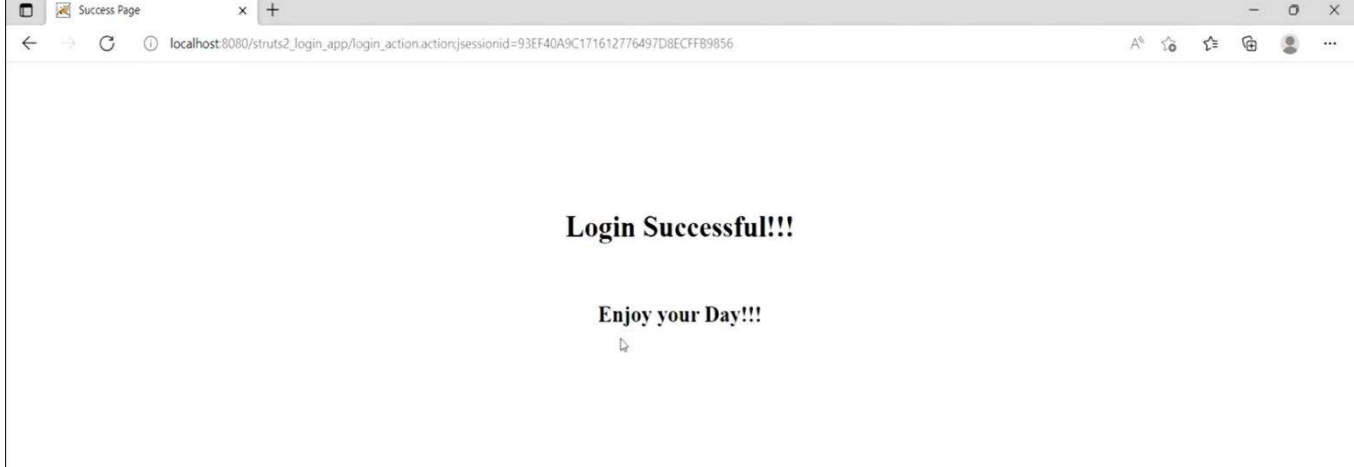 Success Page
localhost:8080/struts2_login_app/login_action.action;jsessionid=93EF40A9C171612776497D8ECFFB9856
Login Successful!!!
Enjoy your Day!!!